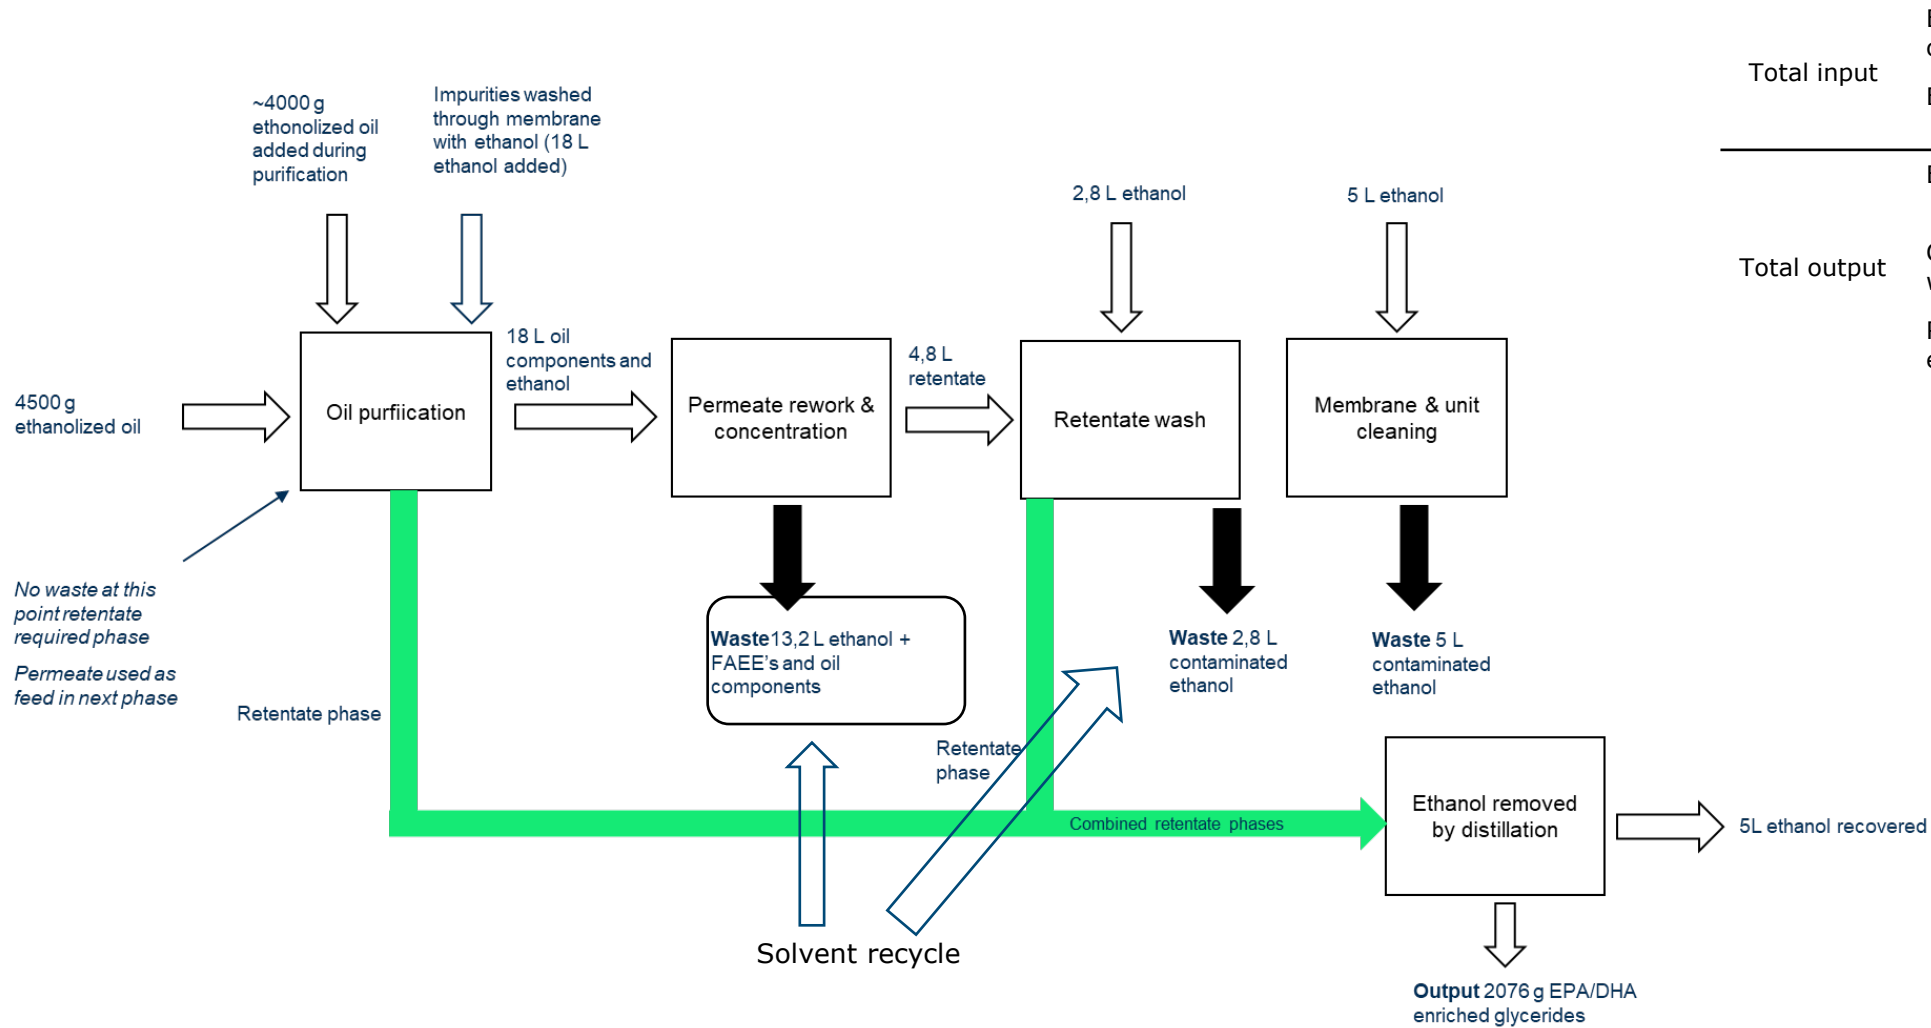 Total input
~4000 g
ethonolized oil
added during
purification
Impurities washed
through membrane
with ethanol (18 L
ethanol added)
2,8 L ethanol
5 L ethanol
Total output
4500 g
ethanolized oil
Oil purfiication
18 L oil
components and
ethanol
Permeate rework &
concentration
4,8 L
retentate
Retentate wash
Membrane & unit
cleaning
No waste at this
point retentate
required phase
Permeate used as
feed in next phase
Retentate phase
Waste13,2 L ethanol +
FAEE's and oil
components
Waste 2,8 L
contaminated
ethanol
Waste 5 L
contaminated
ethanol
Retentate
phase
Combined retentate phases
Ethanol removed
by distillation
5L ethanol recovered
Solvent recycle
Output 2076 g EPA/DHA
enriched glycerides